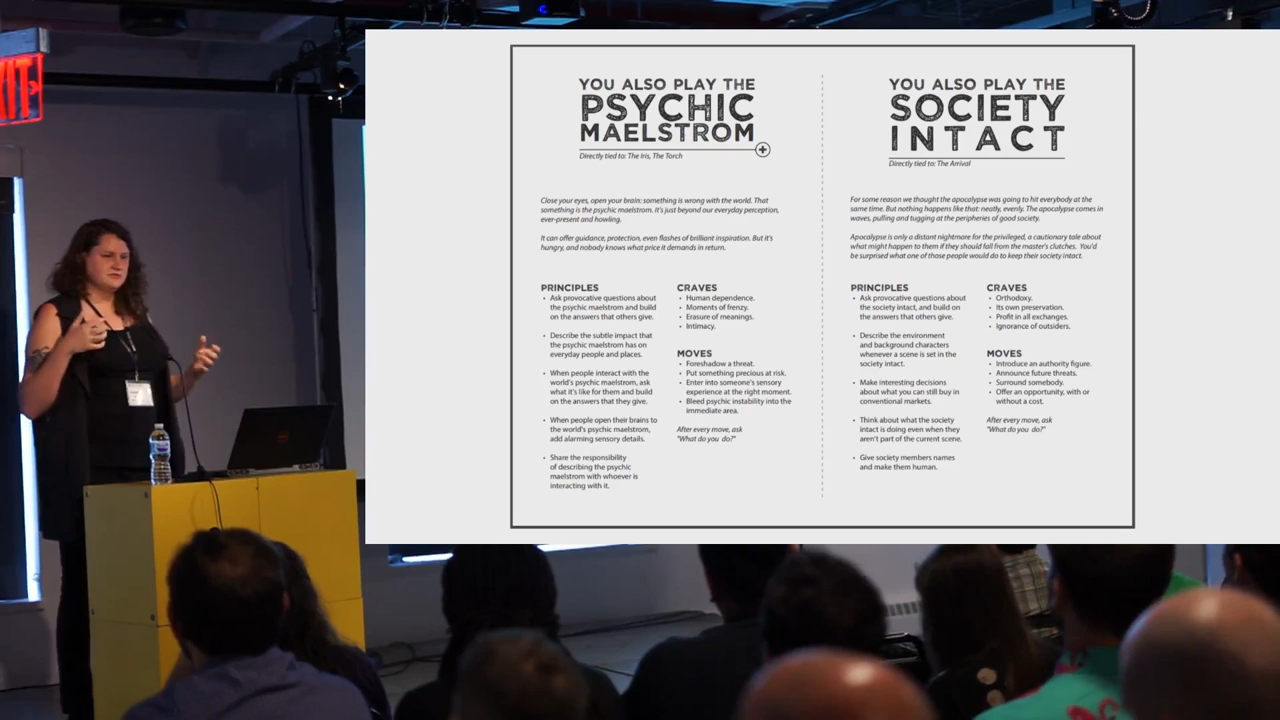 YOU ALSO PLAY THE
PSYCHIC
MAELSTROM
Directly tied to: The Iris, The Torch
Close your eyes, open your brain: something is wrong with the world. That
something is the psychic maelstrom. It's just beyond our everyday perception,
ever-present and howling.
It can offer guidance, protection, even flashes of brilliant inspiration. But it's
hungry, and nobody knows what price it demands in return.
PRINCIPLES
• Ask provocative questions about
the psychic maelstrom and build
on the answers that others give.
• Describe the subtle impact that
the psychic maelstrom has on
everyday people and places.
• When people interact with the
world's psychic maelstrom, ask
what it's like for them and build
on the answers that they give.
• When people open their brains to
the world's psychic maelstrom,
add alarming sensory details.
• Share the responsibility
of describing the psychic
maelstrom with whoever is
interacting with it.
CRAVES
• Human dependence.
• Moments of frenzy.
• Erasure of meanings.
• Intimacy.
MOVES
• Foreshadow a threat.
• Put something precious at risk.
• Enter into someone's sensory
experience at the right moment.
• Bleed psychic instability into the
immediate area.
After every move, ask
"What do you do?"
YOU ALSO PLAY THE
SOCIETY
INTACT
Directly tied to: The Arrival
For some reason we thought the apocalypse was going to hit everybody at the
same time. But nothing happens like that: neatly, evenly. The apocalypse comes in
waves, pulling and tugging at the peripheries of good society.
Apocalypse is only a distant nightmare for the privileged, a cautionary tale about
what might happen to them if they should fall from the master's clutches. You'd
be surprised what one of those people would do to keep their society intact.
PRINCIPLES
• Ask provocative questions about
the society intact, and build on
the answers that others give.
• Describe the environment
and background characters
whenever a scene is set in the
society intact.
• Make interesting decisions
about what you can still buy in
conventional markets.
• Think about what the society
intact is doing even when they
aren't part of the current scene.
• Give society members names
and make them human.
CRAVES
• Orthodoxy.
• Its own preservation.
• Profit in all exchanges.
• Ignorance of outsiders.
MOVES
• Introduce an authority figure.
• Announce future threats.
• Surround somebody.
• Offer an opportunity, with or
without a cost.
After every move, ask
"What do you do?"